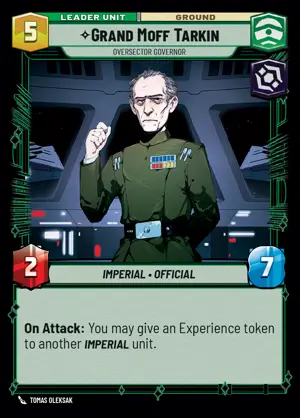 LEADER UNIT
GROUND
5
✧GRAND MOFF TARKIN
OVERSECTOR GOVERNOR
2
7
IMPERIAL • OFFICIAL
On Attack: You may give an Experience token
to another IMPERIAL unit.
TOMAS OLEKSAK